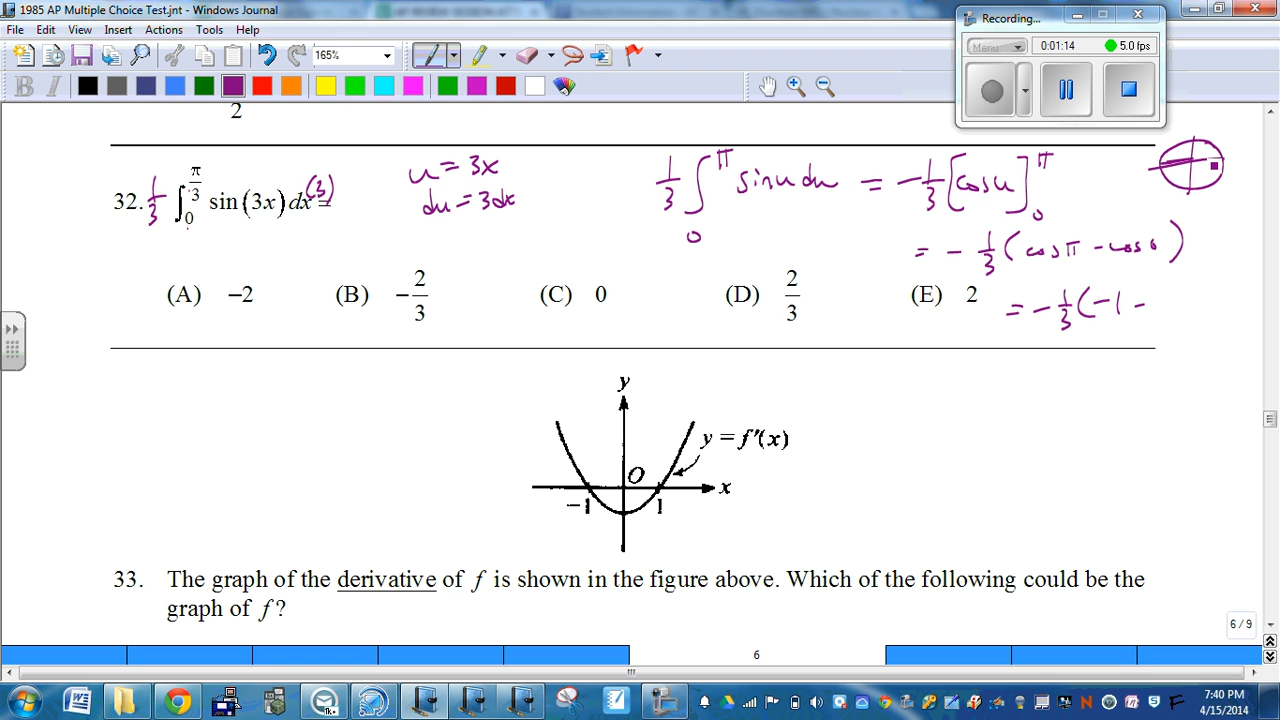 1985 AP Multiple Choice Test.jnt - Windows Journal
File Edit View Insert Actions Tools Help
Recording...
Menu 0:01:14 5.0 fps
165%
B I
2
32. 1/3 ∫₀^(π/3) sin(3x) dx (3) =
u = 3x
du = 3dx
1/3 ∫₀^π sin u du = -1/3 [cos u]₀^π
= -1/3 (cos π - cos 0)
(A) −2 (B) −2/3 (C) 0 (D) 2/3 (E) 2
= -1/3 (-1 -
y
y = f'(x)
O
x
−1 1
33. The graph of the derivative of f is shown in the figure above. Which of the following could be the
graph of f?
6 / 9
6
7:40 PM
4/15/2014